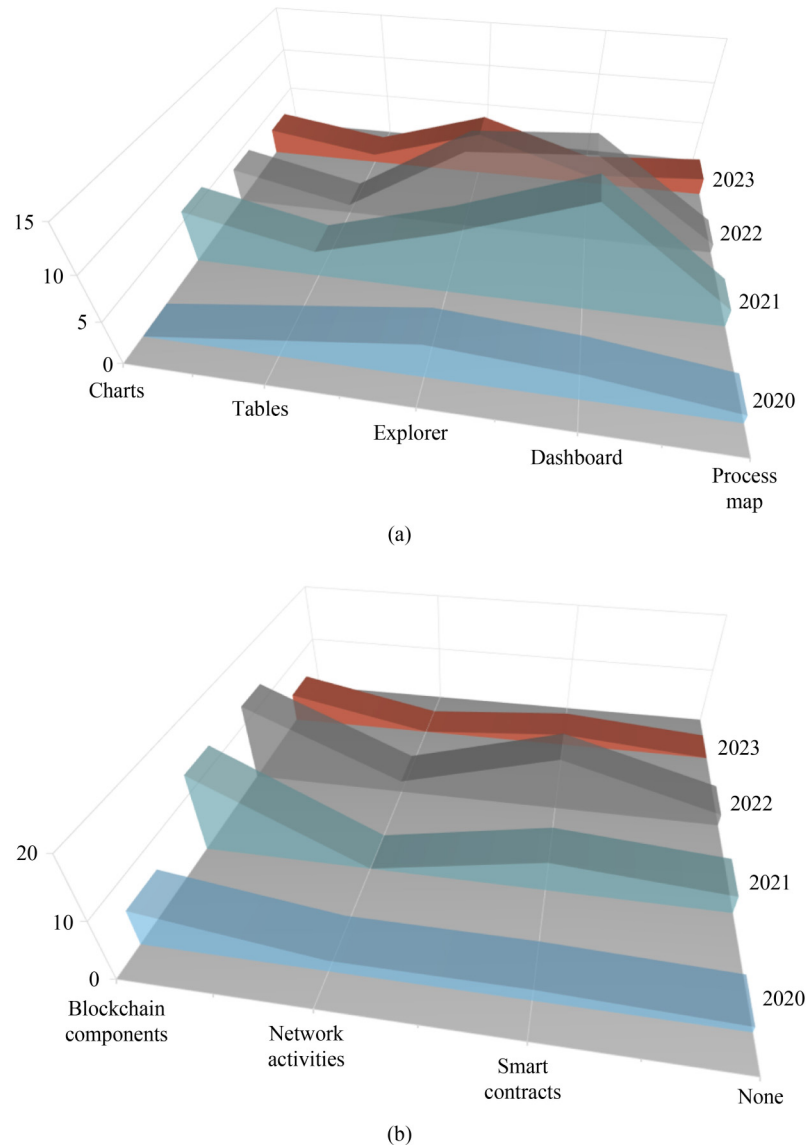 15
10
5
0
Charts
Tables
Explorer
Dashboard
Process
map
2023
2022
2021
2020
(a)
20
10
0
Blockchain
components
Network
activities
Smart
contracts
None
2023
2022
2021
2020
(b)